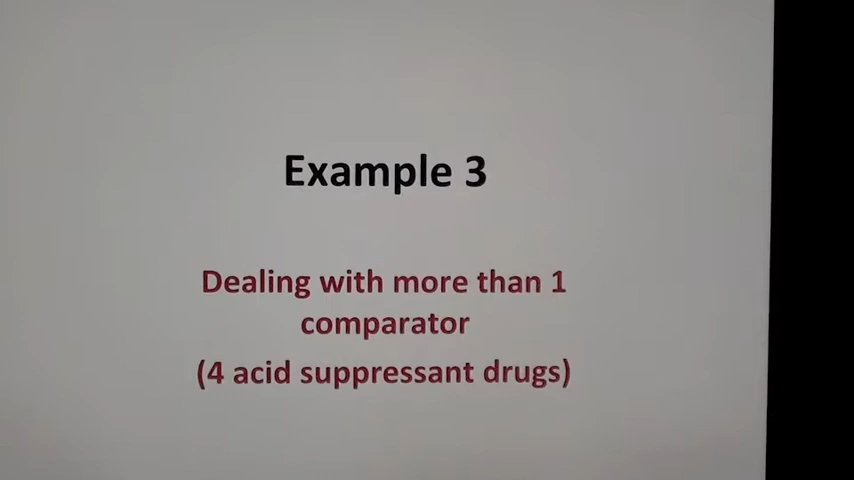 Example 3
Dealing with more than 1
comparator
(4 acid suppressant drugs)